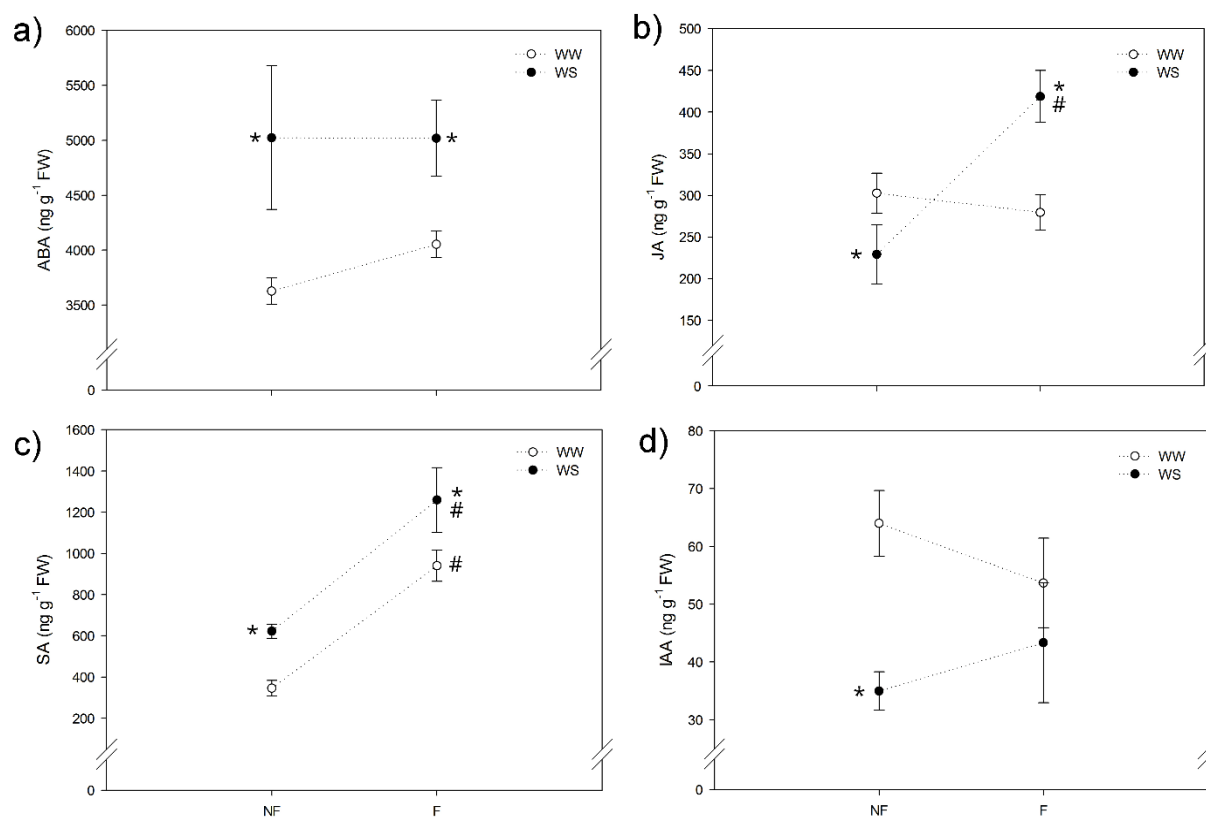 a)
6000
5500
5000
4500
4000
3500
0
ABA (ng g⁻¹ FW)
WW
WS
*
*
b)
500
450
400
350
300
250
200
150
0
JA (ng g⁻¹ FW)
WW
WS
*
*
#
c)
1600
1400
1200
1000
800
600
400
200
0
SA (ng g⁻¹ FW)
WW
WS
*
*
#
#
NF F
d)
80
70
60
50
40
30
0
IAA (ng g⁻¹ FW)
WW
WS
*
NF F